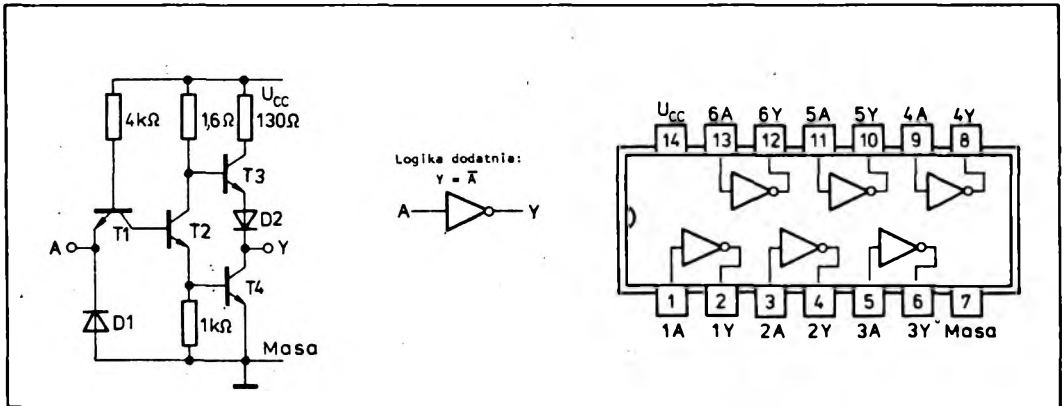 4kΩ
1,6Ω
U_CC
130Ω
T3
D2
A
T1
T2
Y
T4
D1
1kΩ
Masa
Logika dodatnia:
Y = A̅
A
Y
U_CC 6A 6Y 5A 5Y 4A 4Y
14 13 12 11 10 9 8
1 2 3 4 5 6 7
1A 1Y 2A 2Y 3A 3Y Masa